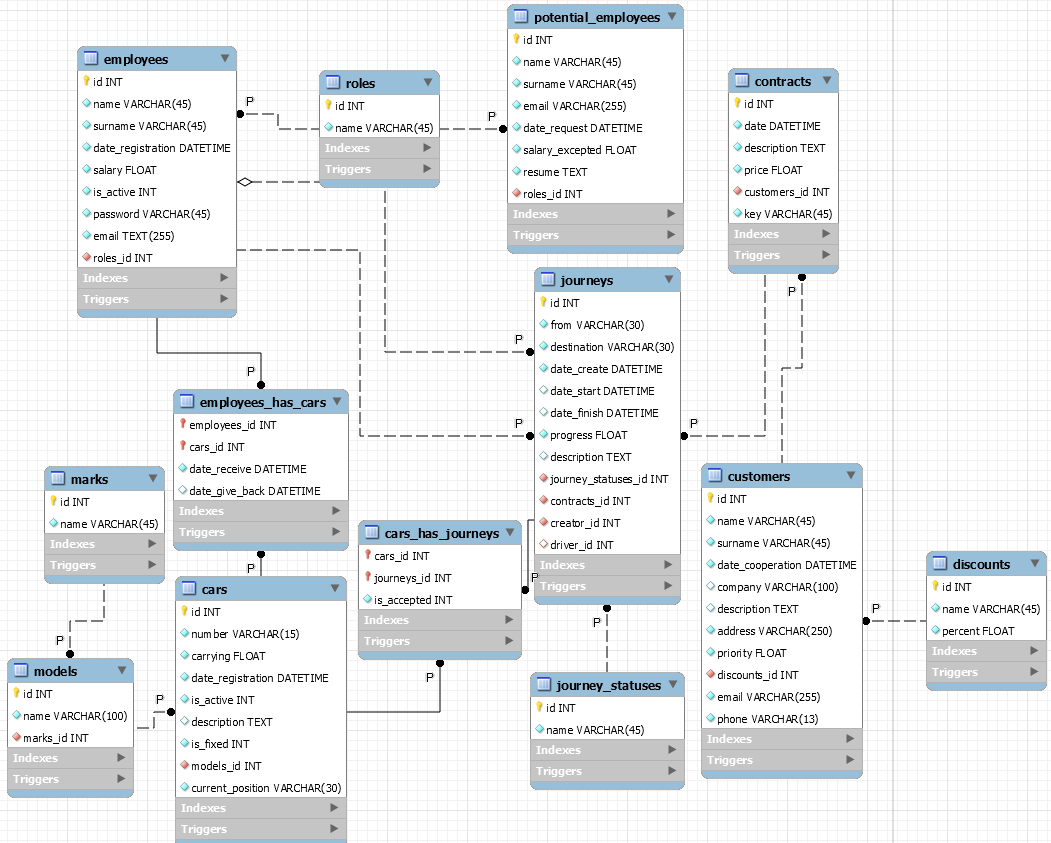 employees
id INT
name VARCHAR(45)
surname VARCHAR(45)
date_registration DATETIME
salary FLOAT
is_active INT
password VARCHAR(45)
email TEXT(255)
roles_id INT
Indexes
Triggers
P
roles
id INT
name VARCHAR(45)
Indexes
Triggers
P
potential_employees
id INT
name VARCHAR(45)
surname VARCHAR(45)
email VARCHAR(255)
date_request DATETIME
salary_excepted FLOAT
resume TEXT
roles_id INT
Indexes
Triggers
contracts
id INT
date DATETIME
description TEXT
price FLOAT
customers_id INT
key VARCHAR(45)
Indexes
Triggers
P
journeys
id INT
from VARCHAR(30)
destination VARCHAR(30)
date_create DATETIME
date_start DATETIME
date_finish DATETIME
progress FLOAT
description TEXT
journey_statuses_id INT
contracts_id INT
creator_id INT
driver_id INT
Indexes
Triggers
P
P
P
P
P
employees_has_cars
employees_id INT
cars_id INT
date_receive DATETIME
date_give_back DATETIME
Indexes
Triggers
P
P
marks
id INT
name VARCHAR(45)
Indexes
Triggers
P
cars_has_journeys
cars_id INT
journeys_id INT
is_accepted INT
Indexes
Triggers
P
customers
id INT
name VARCHAR(45)
surname VARCHAR(45)
date_cooperation DATETIME
company VARCHAR(100)
description TEXT
address VARCHAR(250)
priority FLOAT
discounts_id INT
email VARCHAR(255)
phone VARCHAR(13)
Indexes
Triggers
P
discounts
id INT
name VARCHAR(45)
percent FLOAT
Indexes
Triggers
cars
id INT
number VARCHAR(15)
carrying FLOAT
date_registration DATETIME
is_active INT
description TEXT
is_fixed INT
models_id INT
current_position VARCHAR(30)
Indexes
Triggers
P
models
id INT
name VARCHAR(100)
marks_id INT
Indexes
Triggers
journey_statuses
id INT
name VARCHAR(45)
Indexes
Triggers